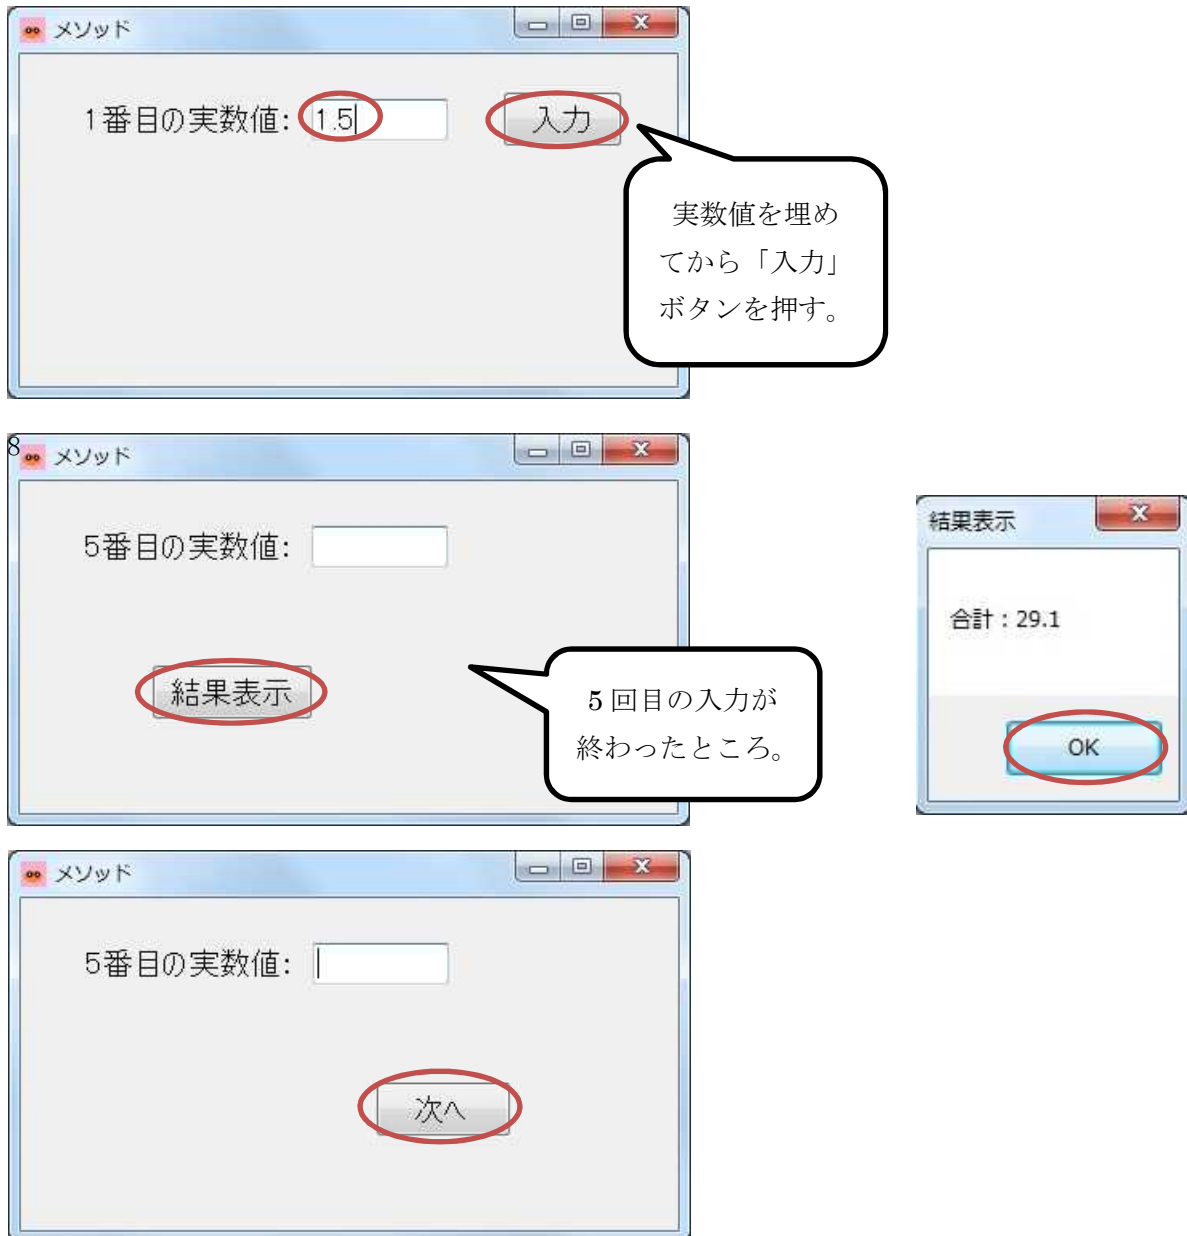 メソッド
1番目の実数値: 1.5 入力
実数値を埋め
てから「入力」
ボタンを押す。
8
メソッド
5番目の実数値:
結果表示
5回目の入力が
終わったところ。
結果表示
合計：29.1
OK
メソッド
5番目の実数値:
次へ